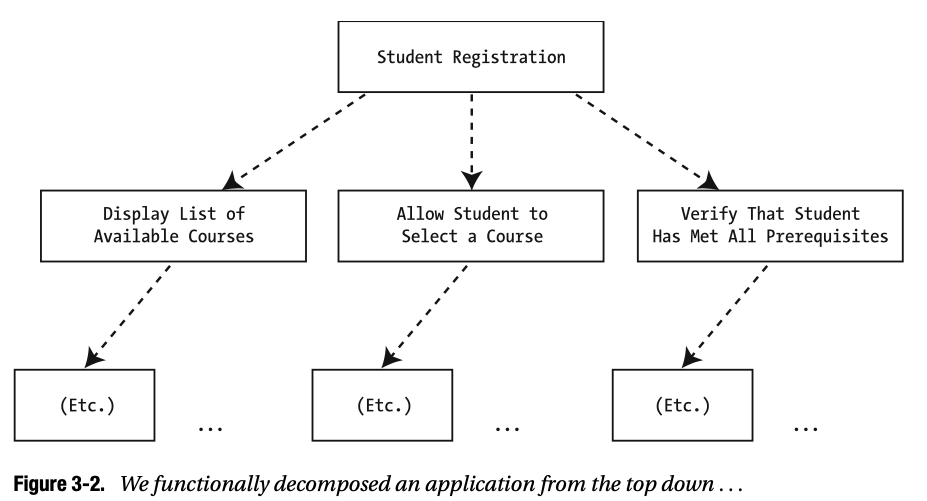 Student Registration
Display List of
Available Courses
Allow Student to
Select a Course
Verify That Student
Has Met All Prerequisites
(Etc.)
...
(Etc.)
...
(Etc.)
...
Figure 3-2. We functionally decomposed an application from the top down . . .